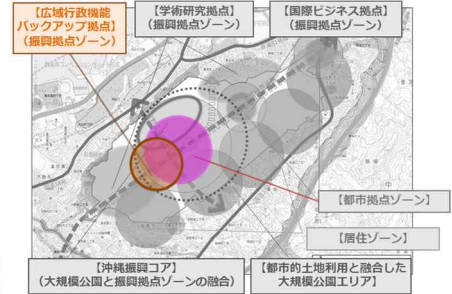 【広域行政機能
バックアップ拠点】
（振興拠点ゾーン）
【学術研究拠点】
（振興拠点ゾーン）
【国際ビジネス拠点】
（振興拠点ゾーン）
【都市拠点ゾーン】
【居住ゾーン】
【沖縄振興コア】
（大規模公園と振興拠点ゾーンの融合）
【都市的土地利用と融合した
大規模公園エリア】